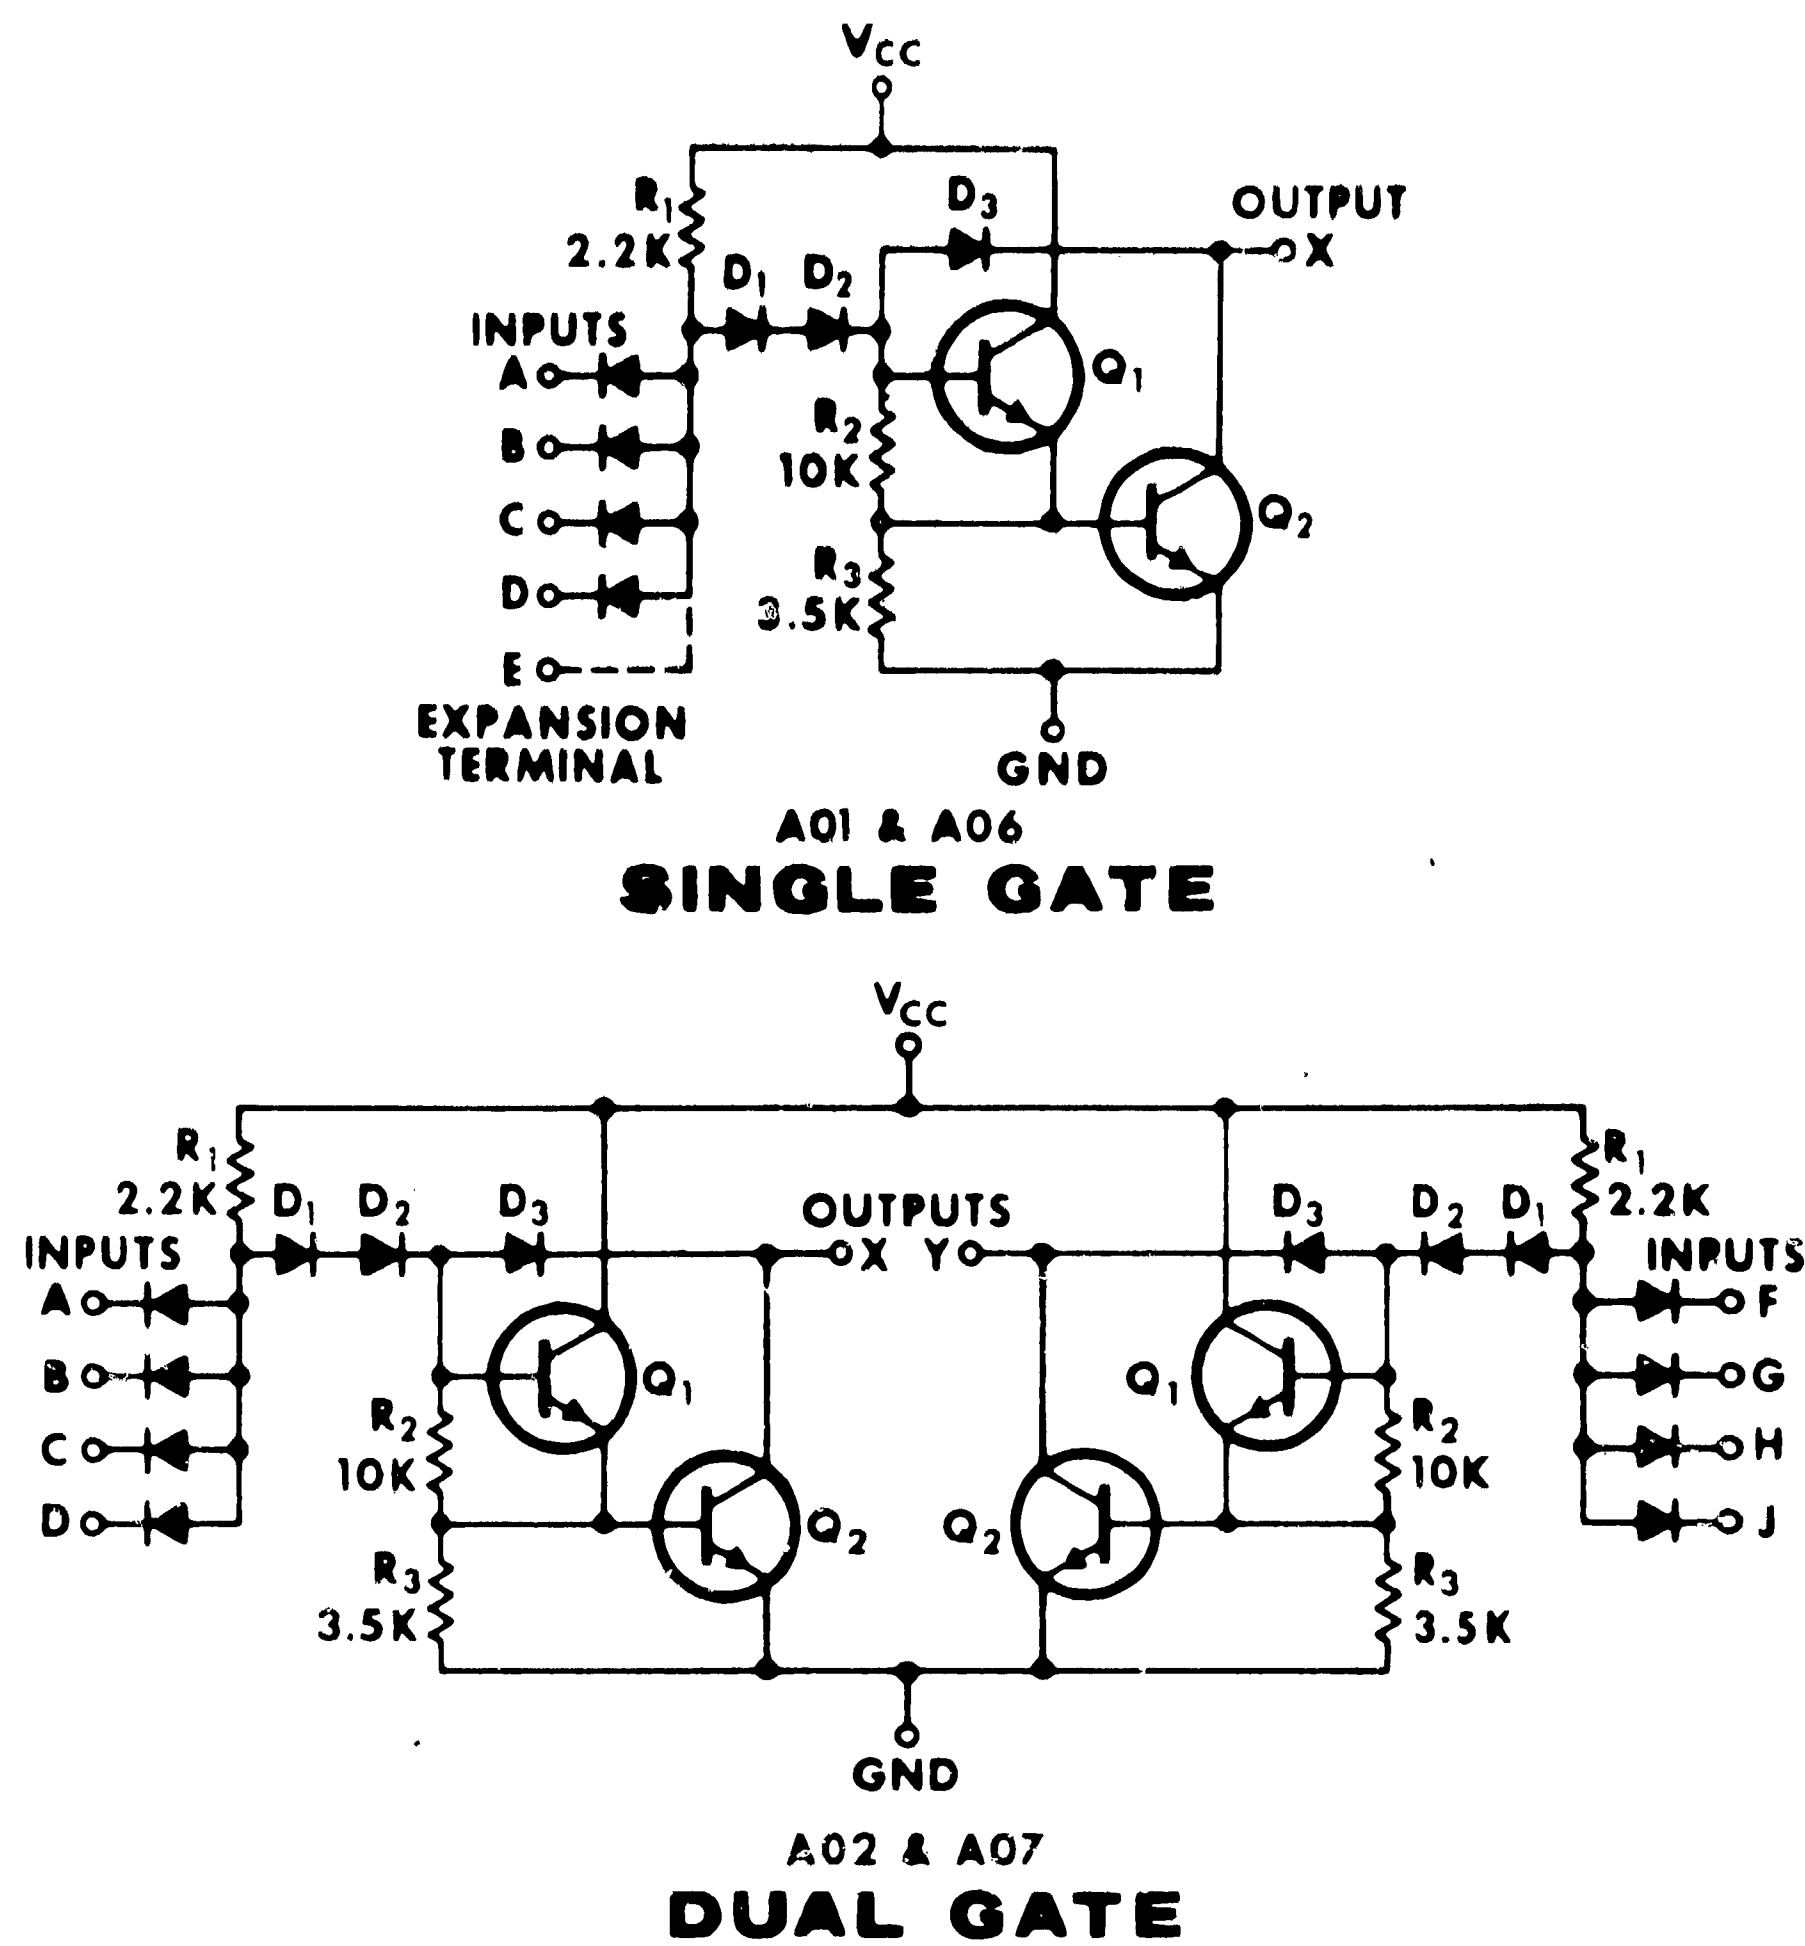 VCC
R1
2.2K
D3
OUTPUT
X
D1 D2
INPUTS
A
B
C
D
E
EXPANSION
TERMINAL
Q1
R2
10K
Q2
R3
3.5K
GND
A01 & A06
SINGLE GATE
VCC
R1
2.2K
D1 D2 D3
OUTPUTS
X Y
D3 D2 D1
R1
2.2K
INPUTS
A
B
C
D
INPUTS
F
G
H
J
Q1
R2
10K
Q2
R3
3.5K
Q1
R2
10K
Q2
R3
3.5K
GND
A02 & A07
DUAL GATE